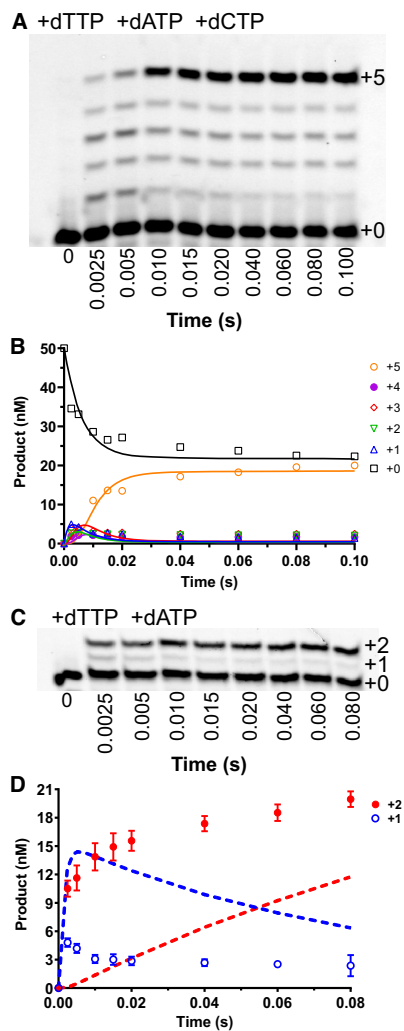 A
+dTTP +dATP +dCTP
+5
+0
0 0.0025 0.005 0.010 0.015 0.020 0.040 0.060 0.080 0.100
Time (s)
B
Product (nM)
50
40
30
20
10
0
0.00 0.02 0.04 0.06 0.08 0.10
Time (s)
+5
+4
+3
+2
+1
+0
C
+dTTP +dATP
+2
+1
+0
0 0.0025 0.005 0.010 0.015 0.020 0.040 0.060 0.080
Time (s)
D
Product (nM)
21
18
15
12
9
6
3
0
0.00 0.02 0.04 0.06 0.08
Time (s)
+2
+1